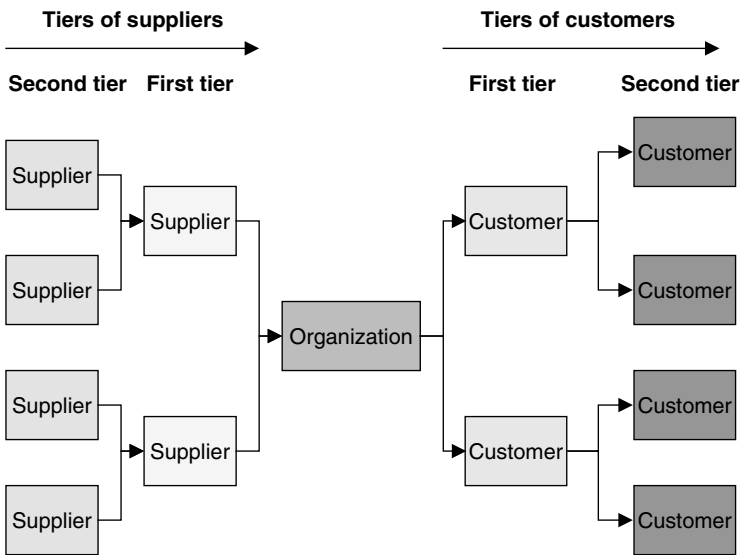 Tiers of suppliers
Tiers of customers
Second tier
First tier
First tier
Second tier
Supplier
Supplier
Supplier
Supplier
Supplier
Supplier
Organization
Customer
Customer
Customer
Customer
Customer
Customer